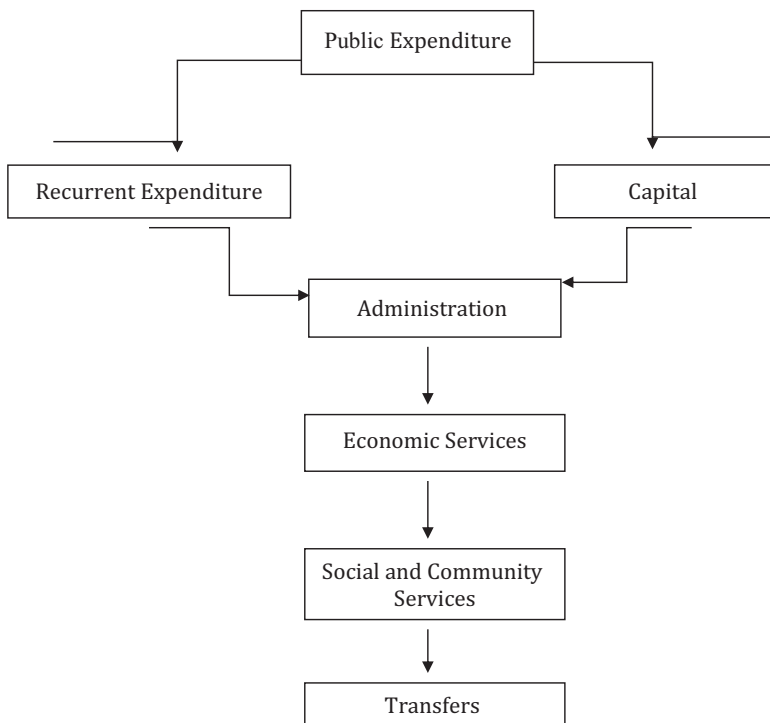 Public Expenditure
Recurrent Expenditure
Capital
Administration
Economic Services
Social and Community
Services
Transfers